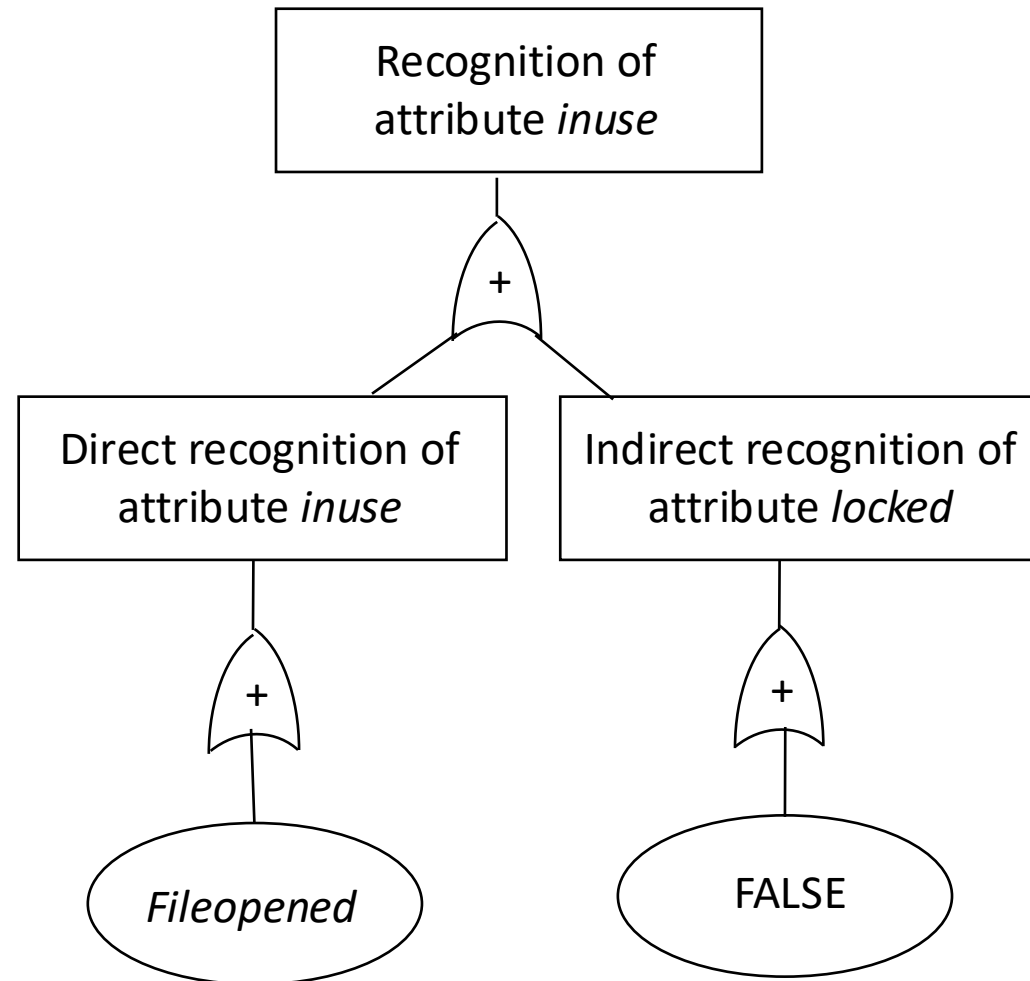 Recognition of
attribute inuse
+
Direct recognition of
attribute inuse
Indirect recognition of
attribute locked
+
+
Fileopened
FALSE